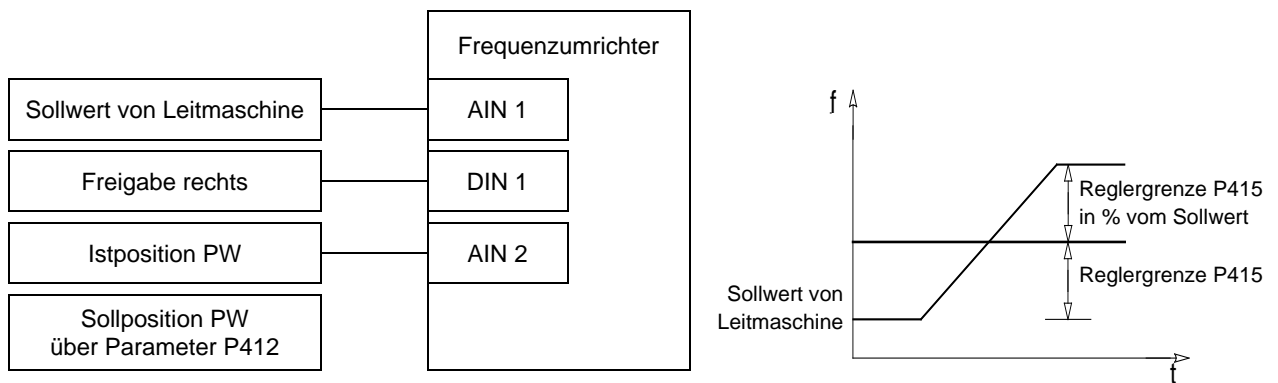 Frequenzumrichter
Sollwert von Leitmaschine
AIN 1
Freigabe rechts
DIN 1
Istposition PW
AIN 2
Sollposition PW
über Parameter P412
f
Reglergrenze P415
in % vom Sollwert
Reglergrenze P415
Sollwert von
Leitmaschine
t